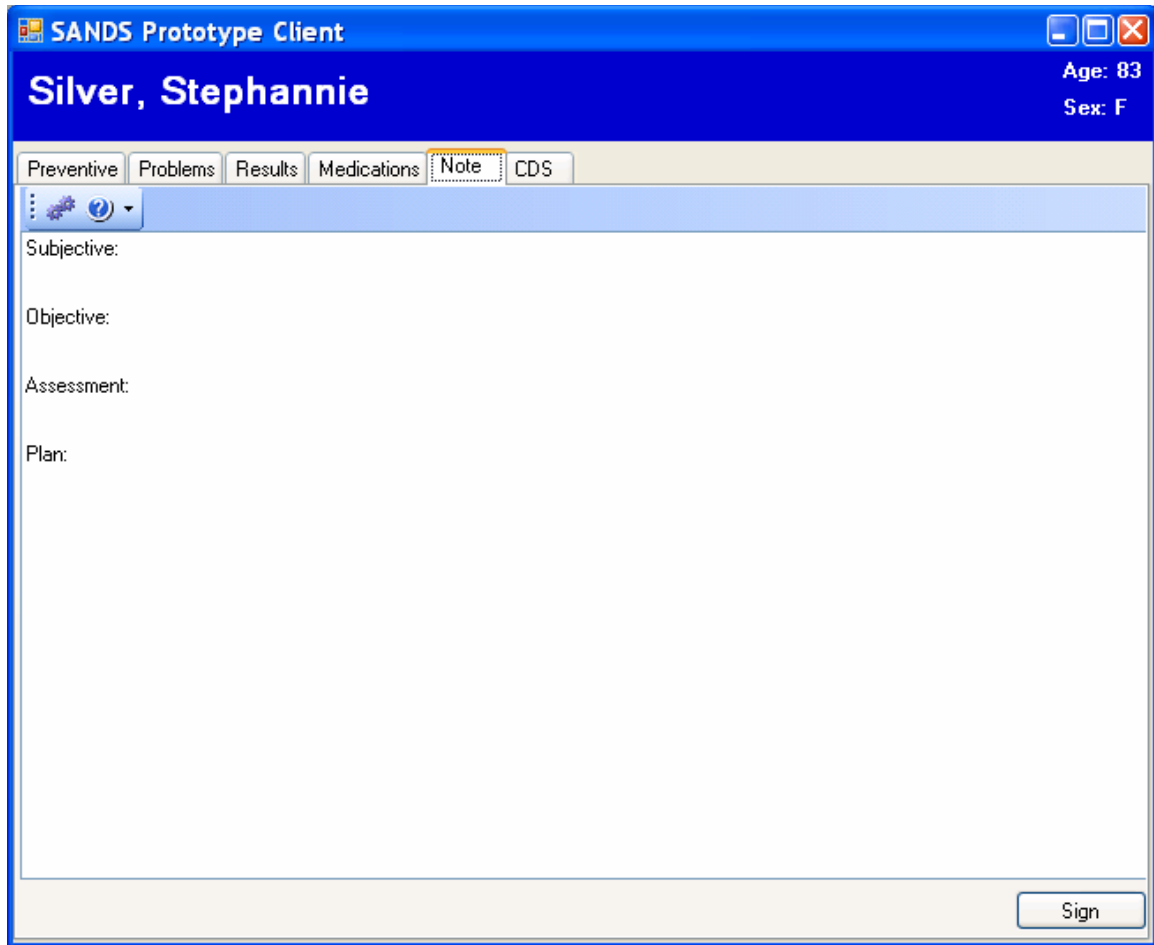 SANDS Prototype Client
Silver, Stephannie
Age: 83
Sex: F
Preventive Problems Results Medications Note CDS
Subjective:
Objective:
Assessment:
Plan:
Sign